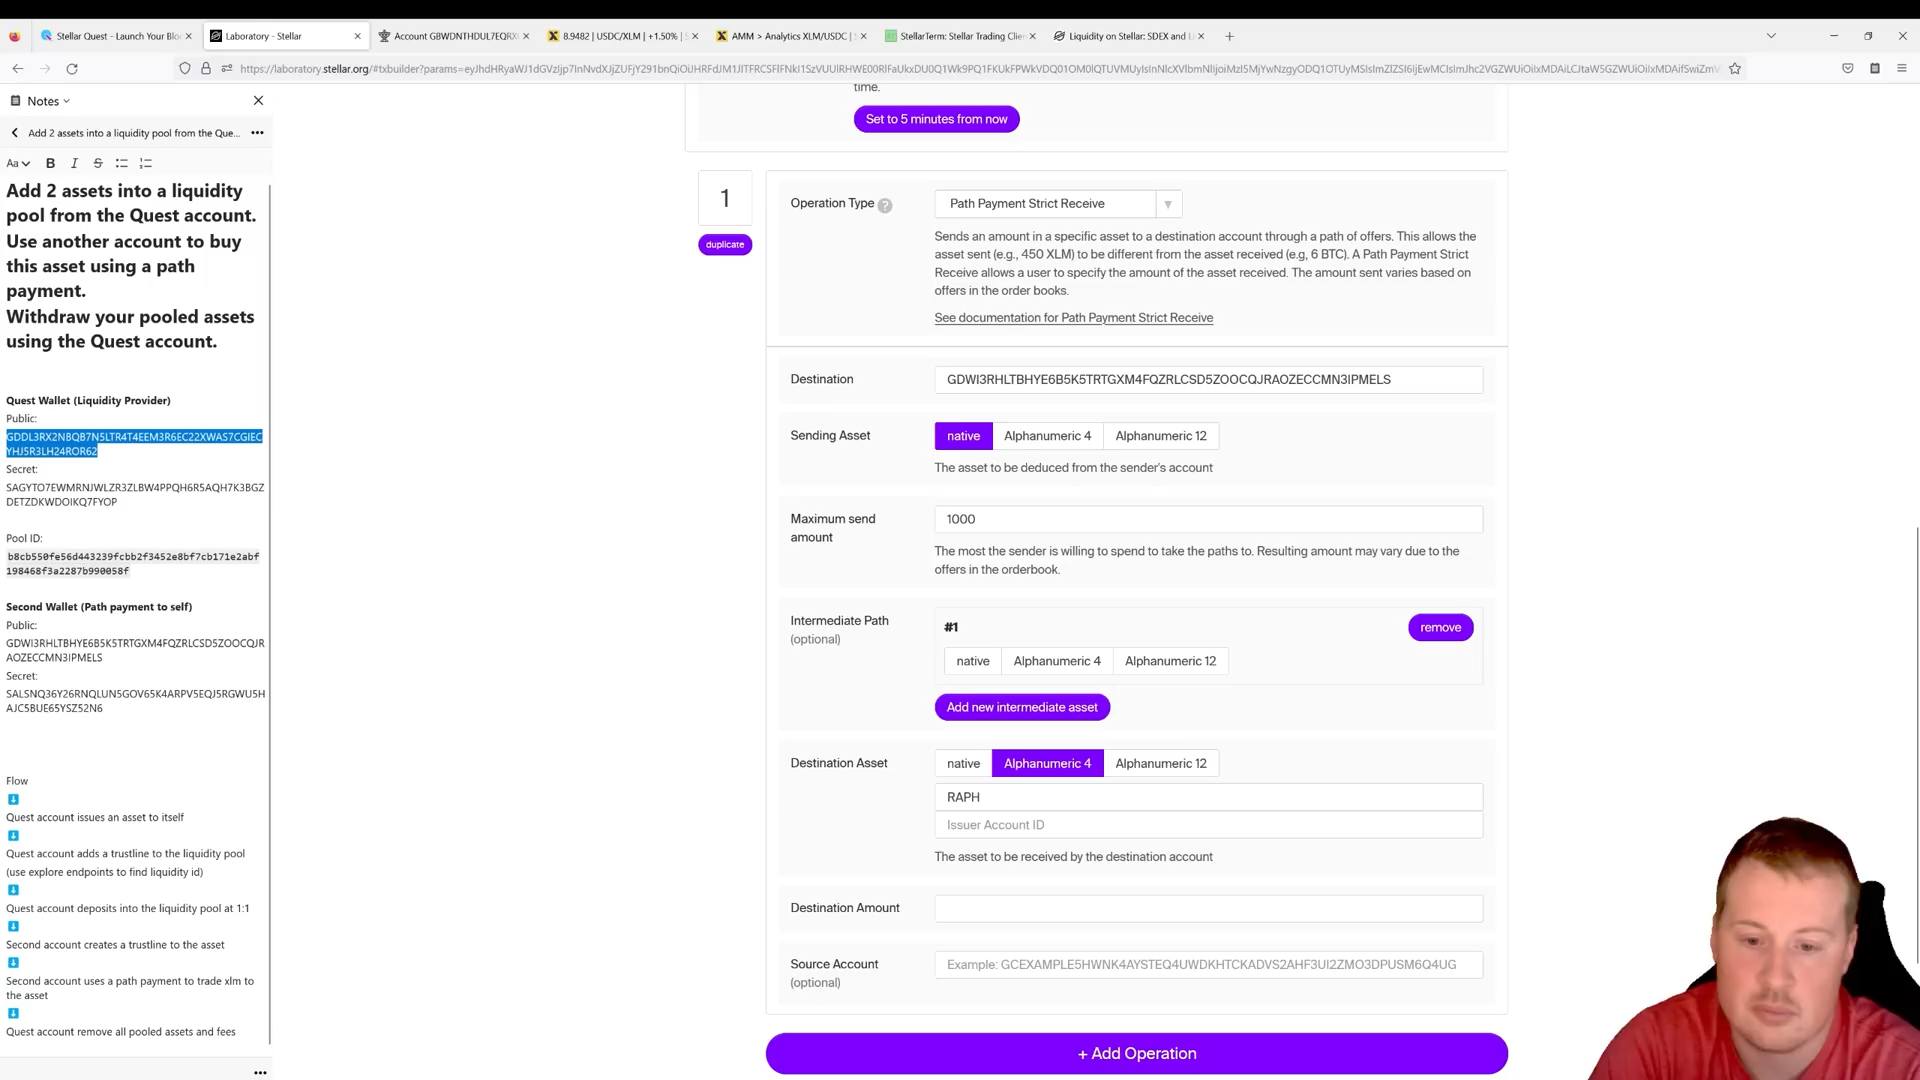 Stellar Quest - Launch Your Blo
Laboratory - Stellar
Account GBWDNTHDUL7EQRX
8.9482 | USDC/XLM | +1.50% | S
AMM > Analytics XLM/USDC | S
StellarTerm: Stellar Trading Clien
Liquidity on Stellar: SDEX and L
Notes
Add 2 assets into a liquidity pool from the Que...
Aa B I S
Add 2 assets into a liquidity
pool from the Quest account.
Use another account to buy
this asset using a path
payment.
Withdraw your pooled assets
using the Quest account.
Quest Wallet (Liquidity Provider)
Public:
GDDL3RX2NBQB7N5LTR4T4EEM3R6EC22XWAS7CGIEC
YHJ5R3LH24ROR62
Secret:
SAGYTO7EWMRNJWLZR3ZLBW4PPQH6R5AQH7K3BGZ
DETZDKWDOIKQ7FYOP
Pool ID:
b8cb550fe56d443239fcbb2f3452e8bf7cb171e2abf
198468f3a2287b990058f
Second Wallet (Path payment to self)
Public:
GDWI3RHLTBHYE6B5K5TRTGXM4FQZRLCSD5ZOOCQJR
AOZECCMN3IPMELS
Secret:
SALSNQ36Y26RNQLUN5GOV65K4ARPV5EQJ5RGWU5H
AJC5BUE65YSZ52N6
Flow
Quest account issues an asset to itself
Quest account adds a trustline to the liquidity pool
(use explore endpoints to find liquidity id)
Quest account deposits into the liquidity pool at 1:1
Second account creates a trustline to the asset
Second account uses a path payment to trade xlm to
the asset
Quest account remove all pooled assets and fees
time.
Set to 5 minutes from now
1
duplicate
Operation Type ?
Path Payment Strict Receive
Sends an amount in a specific asset to a destination account through a path of offers. This allows the
asset sent (e.g., 450 XLM) to be different from the asset received (e.g, 6 BTC). A Path Payment Strict
Receive allows a user to specify the amount of the asset received. The amount sent varies based on
offers in the order books.
See documentation for Path Payment Strict Receive
Destination
GDWI3RHLTBHYE6B5K5TRTGXM4FQZRLCSD5ZOOCQJRAOZECCMN3IPMELS
Sending Asset
native Alphanumeric 4 Alphanumeric 12
The asset to be deducted from the sender's account
Maximum send
amount
1000
The most the sender is willing to spend to take the paths to. Resulting amount may vary due to the
offers in the orderbook.
Intermediate Path
(optional)
#1
remove
native Alphanumeric 4 Alphanumeric 12
Add new intermediate asset
Destination Asset
native Alphanumeric 4 Alphanumeric 12
RAPH
Issuer Account ID
The asset to be received by the destination account
Destination Amount
Source Account
(optional)
Example: GCEXAMPLE5HWNK4AYSTEQ4UWDKHTCKADVS2AHF3UI2ZMO3DPUSM6Q4UG
+ Add Operation